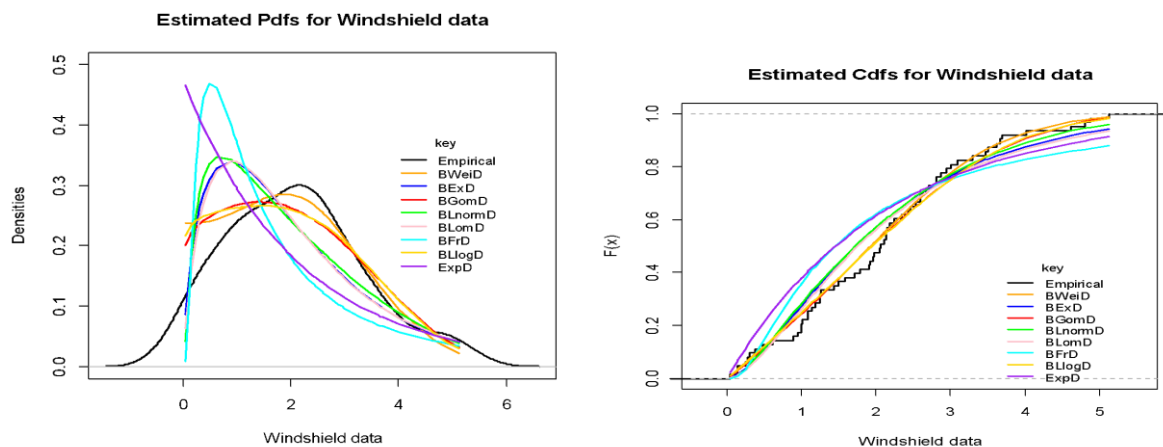 Estimated Pdfs for Windshield data
Densities
0.5
0.4
0.3
0.2
0.1
0.0
key
Empirical
BWeiD
BExD
BGomD
BLnormD
BLomD
BFrD
BLlogD
ExpD
0 2 4 6
Windshield data
Estimated Cdfs for Windshield data
F(x)
1.0
0.8
0.6
0.4
0.2
0.0
key
Empirical
BWeiD
BExD
BGomD
BLnormD
BLomD
BFrD
BLlogD
ExpD
0 1 2 3 4 5
Windshield data